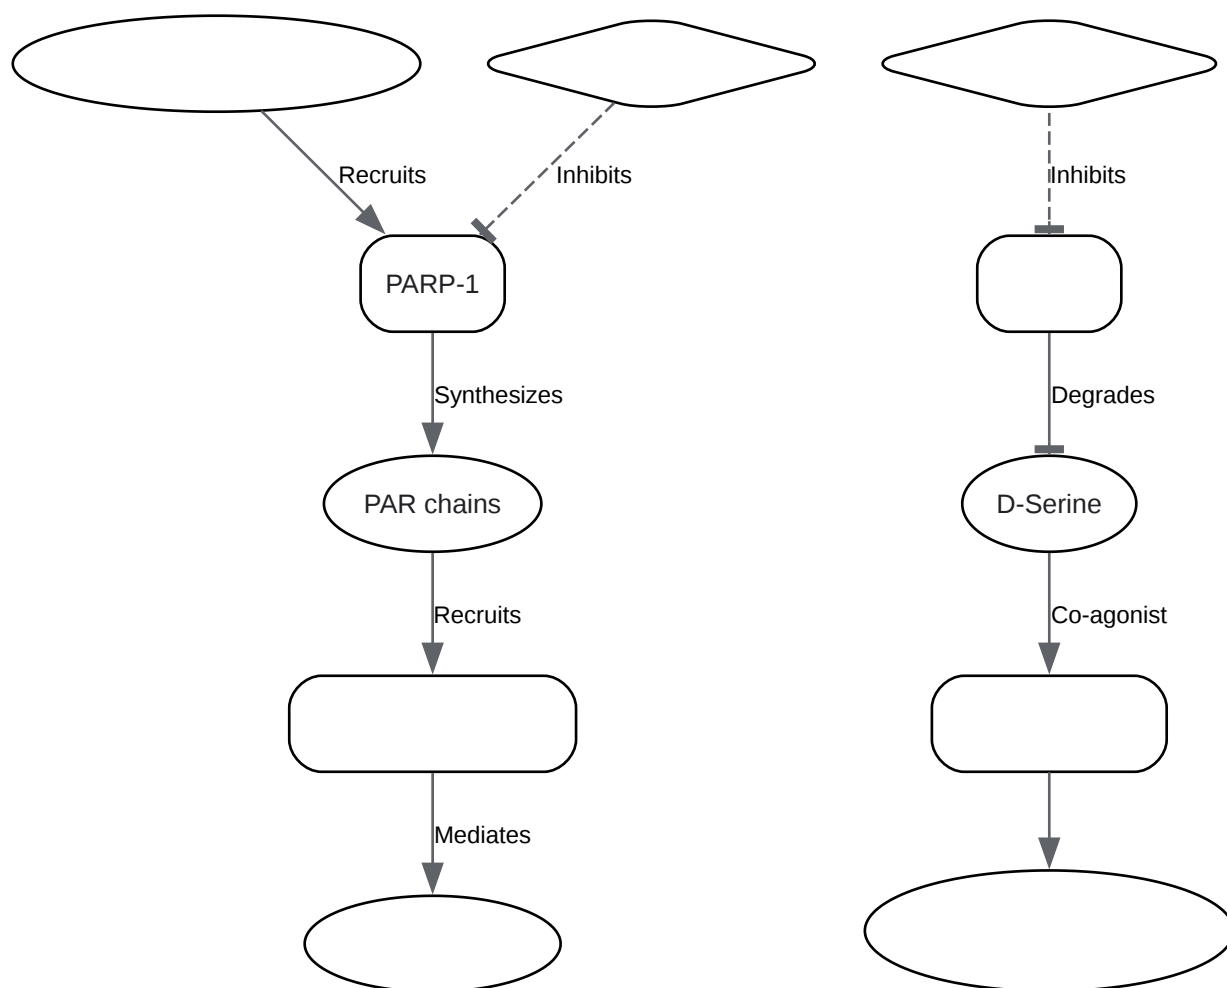 Recruits
Inhibits
Inhibits
PARP-1
Synthesizes
Degrades
PAR chains
D-Serine
Recruits
Co-agonist
Mediates